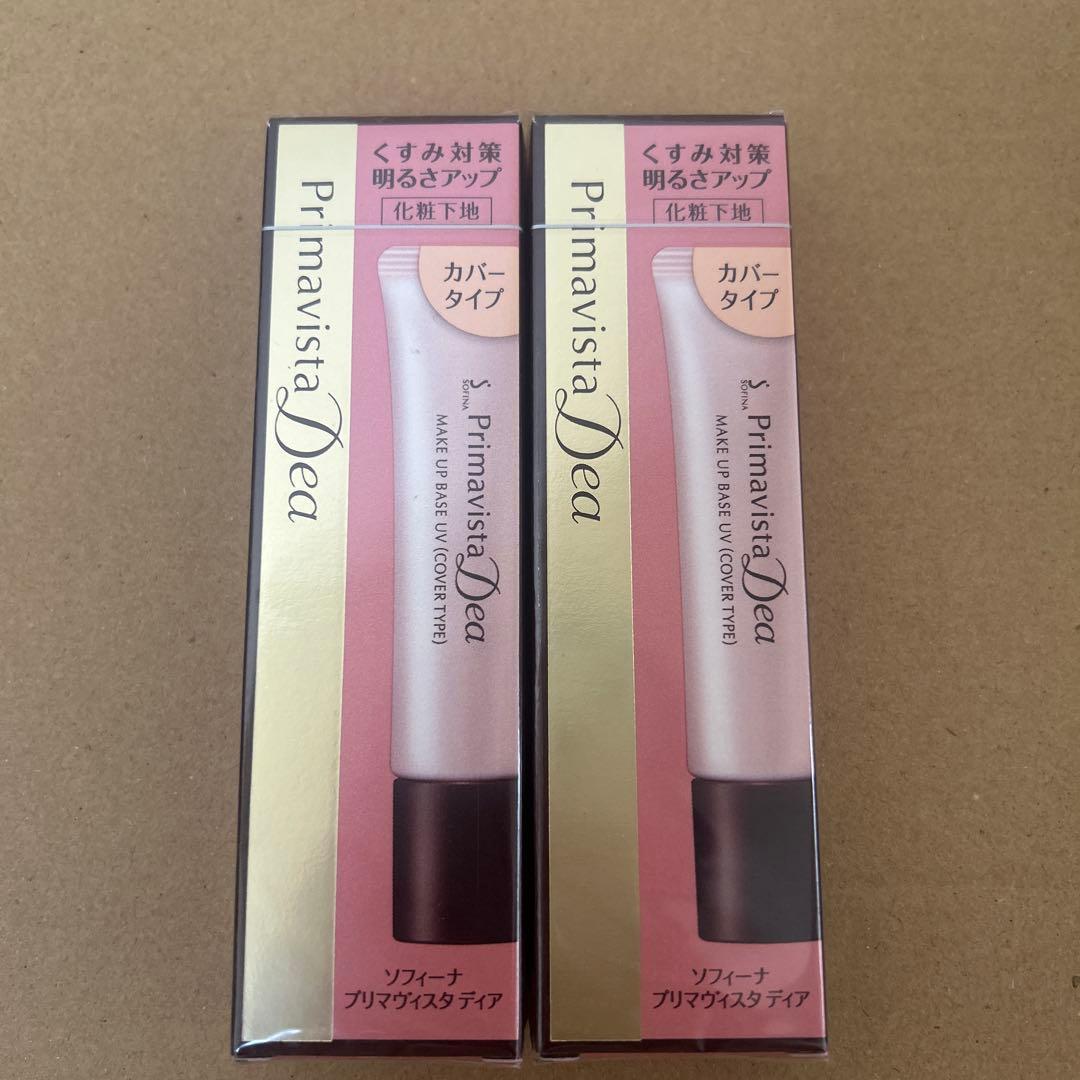 Primavista Dea
くすみ対策
明るさアップ
化粧下地
カバー
タイプ
SOFINA
Primavista Dea
MAKE UP BASE UV (COVER TYPE)
ソフィーナ
プリマヴィスタ ディア
Primavista Dea
くすみ対策
明るさアップ
化粧下地
カバー
タイプ
SOFINA
Primavista Dea
MAKE UP BASE UV (COVER TYPE)
ソフィーナ
プリマヴィスタ ディア